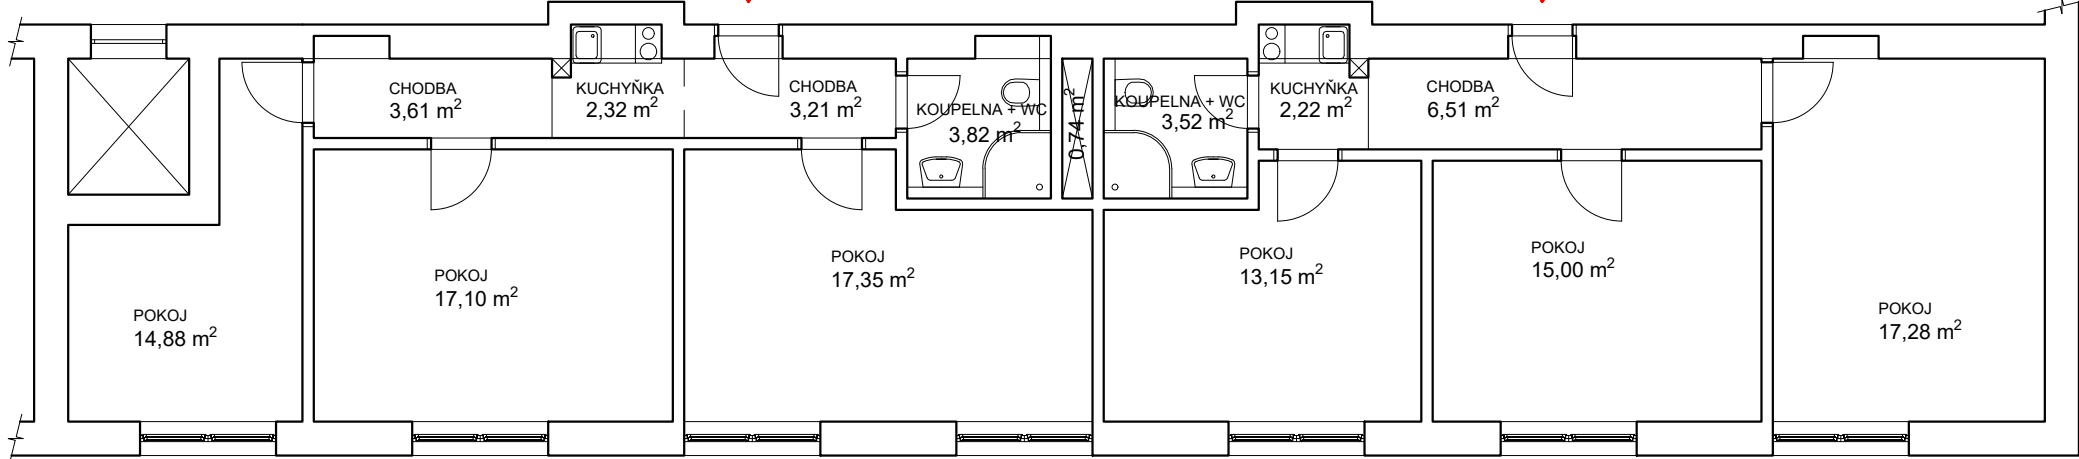 CHODBA
3,61 m²
KUCHYŇKA
2,32 m²
CHODBA
3,21 m²
KOUPELNA + WC
3,82 m²
0,74 m²
KOUPELNA + WC
3,52 m²
KUCHYŇKA
2,22 m²
CHODBA
6,51 m²
POKOJ
14,88 m²
POKOJ
17,10 m²
POKOJ
17,35 m²
POKOJ
13,15 m²
POKOJ
15,00 m²
POKOJ
17,28 m²